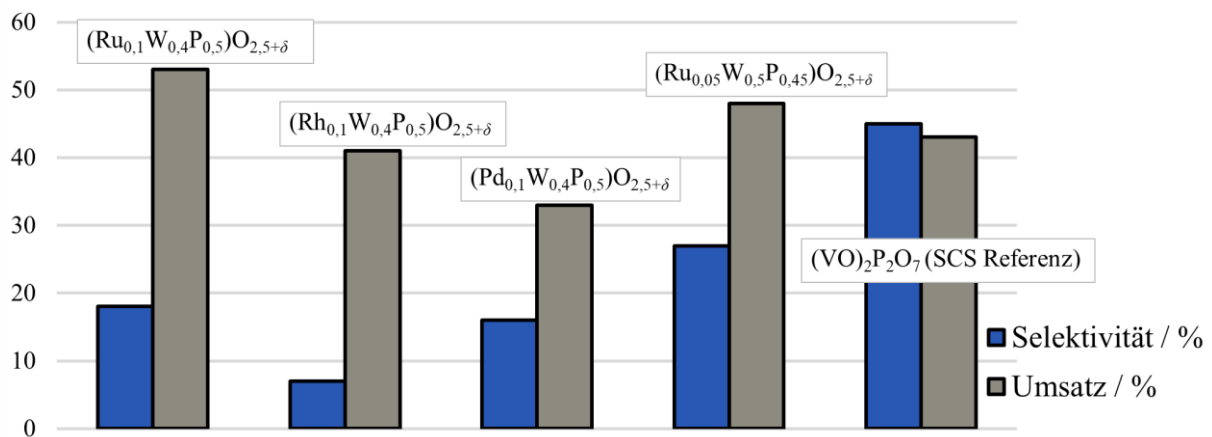 60
50
40
30
20
10
0
(Ru0,1W0,4P0,5)O2,5+δ
(Rh0,1W0,4P0,5)O2,5+δ
(Pd0,1W0,4P0,5)O2,5+δ
(Ru0,05W0,5P0,45)O2,5+δ
(VO)2P2O7 (SCS Referenz)
Selektivität / %
Umsatz / %